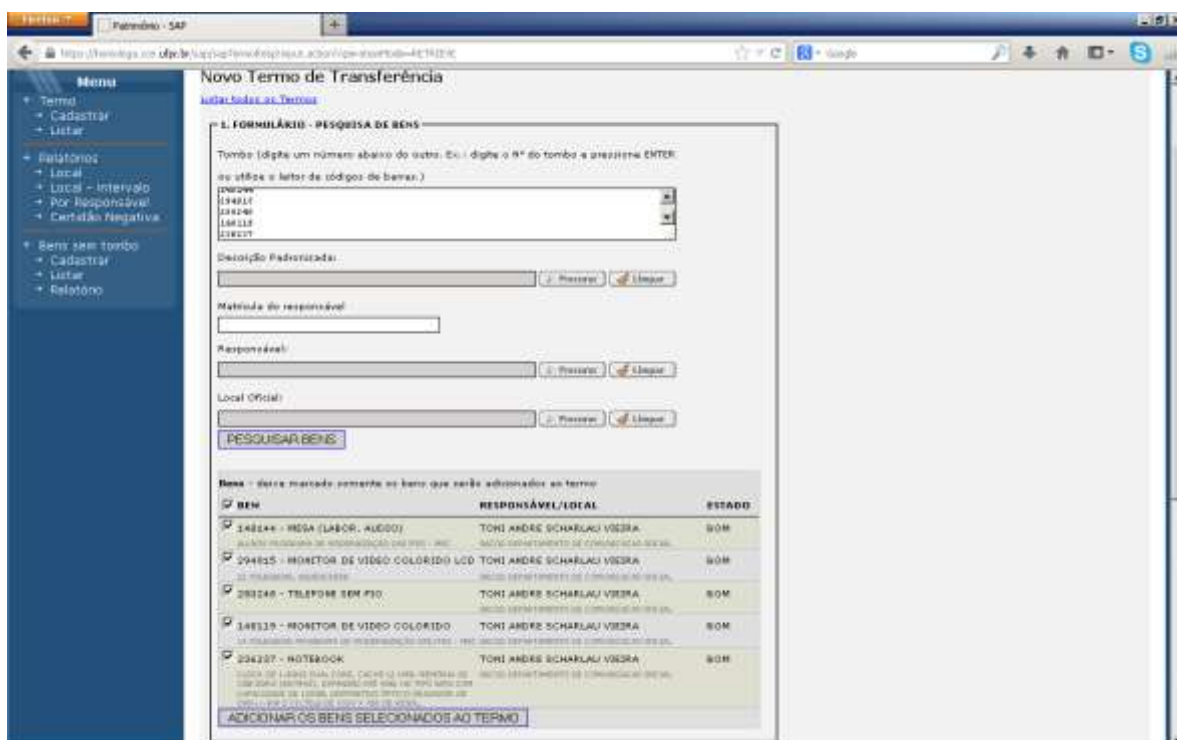 Firefox
Patrimônio - SAP
Google
Menu
Termo
Cadastrar
Listar
Relatórios
Local
Local - Intervalo
Por Responsável
Certidão Negativa
Bens sem tombo
Cadastrar
Listar
Relatório
Novo Termo de Transferência
Listar todos os Termos
1. FORMULÁRIO - PESQUISA DE BENS
Tombo (digite um número abaixo do outro. Ex.: digite o Nº do tombo e pressione ENTER
ou utilize o leitor de códigos de barras.)
Descrição Padronizada:
Procurar Limpar
Matrícula do responsável
Responsável:
Procurar Limpar
Local Oficial:
Procurar Limpar
PESQUISAR BENS
Bens - deixe marcado somente os bens que serão adicionados ao termo
BEM RESPONSÁVEL/LOCAL ESTADO
148144 - MESA (LABOR. AUDIO) TONI ANDRE SCHARLAU VIEIRA BOM
294015 - MONITOR DE VIDEO COLORIDO LCD TONI ANDRE SCHARLAU VIEIRA BOM
TELEFONE SEM FIO TONI ANDRE SCHARLAU VIEIRA BOM
148119 - MONITOR DE VIDEO COLORIDO TONI ANDRE SCHARLAU VIEIRA BOM
NOTEBOOK TONI ANDRE SCHARLAU VIEIRA BOM
ADICIONAR OS BENS SELECIONADOS AO TERMO